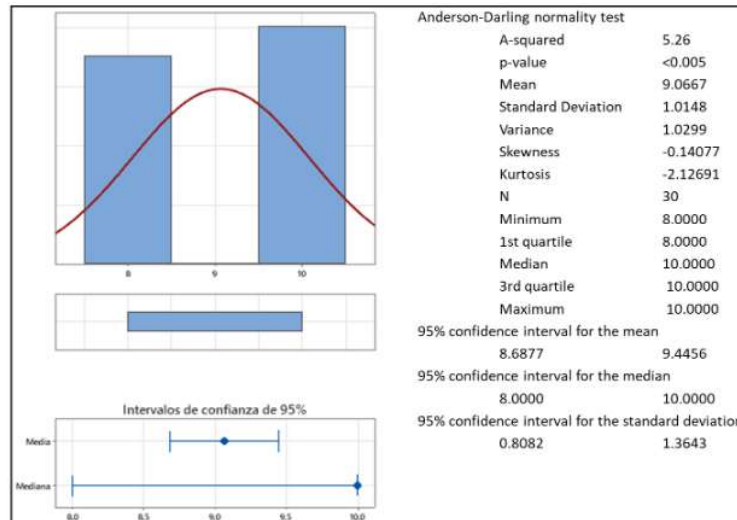 Anderson-Darling normality test
A-squared 5.26
p-value <0.005
Mean 9.0667
Standard Deviation 1.0148
Variance 1.0299
Skewness -0.14077
Kurtosis -2.12691
N 30
Minimum 8.0000
1st quartile 8.0000
Median 10.0000
3rd quartile 10.0000
Maximum 10.0000
95% confidence interval for the mean
8.6877 9.4456
95% confidence interval for the median
8.0000 10.0000
95% confidence interval for the standard deviation
0.8082 1.3643
8 9 10
Intervalos de confianza de 95%
Media
Mediana
8.0 8.5 9.0 9.5 10.0